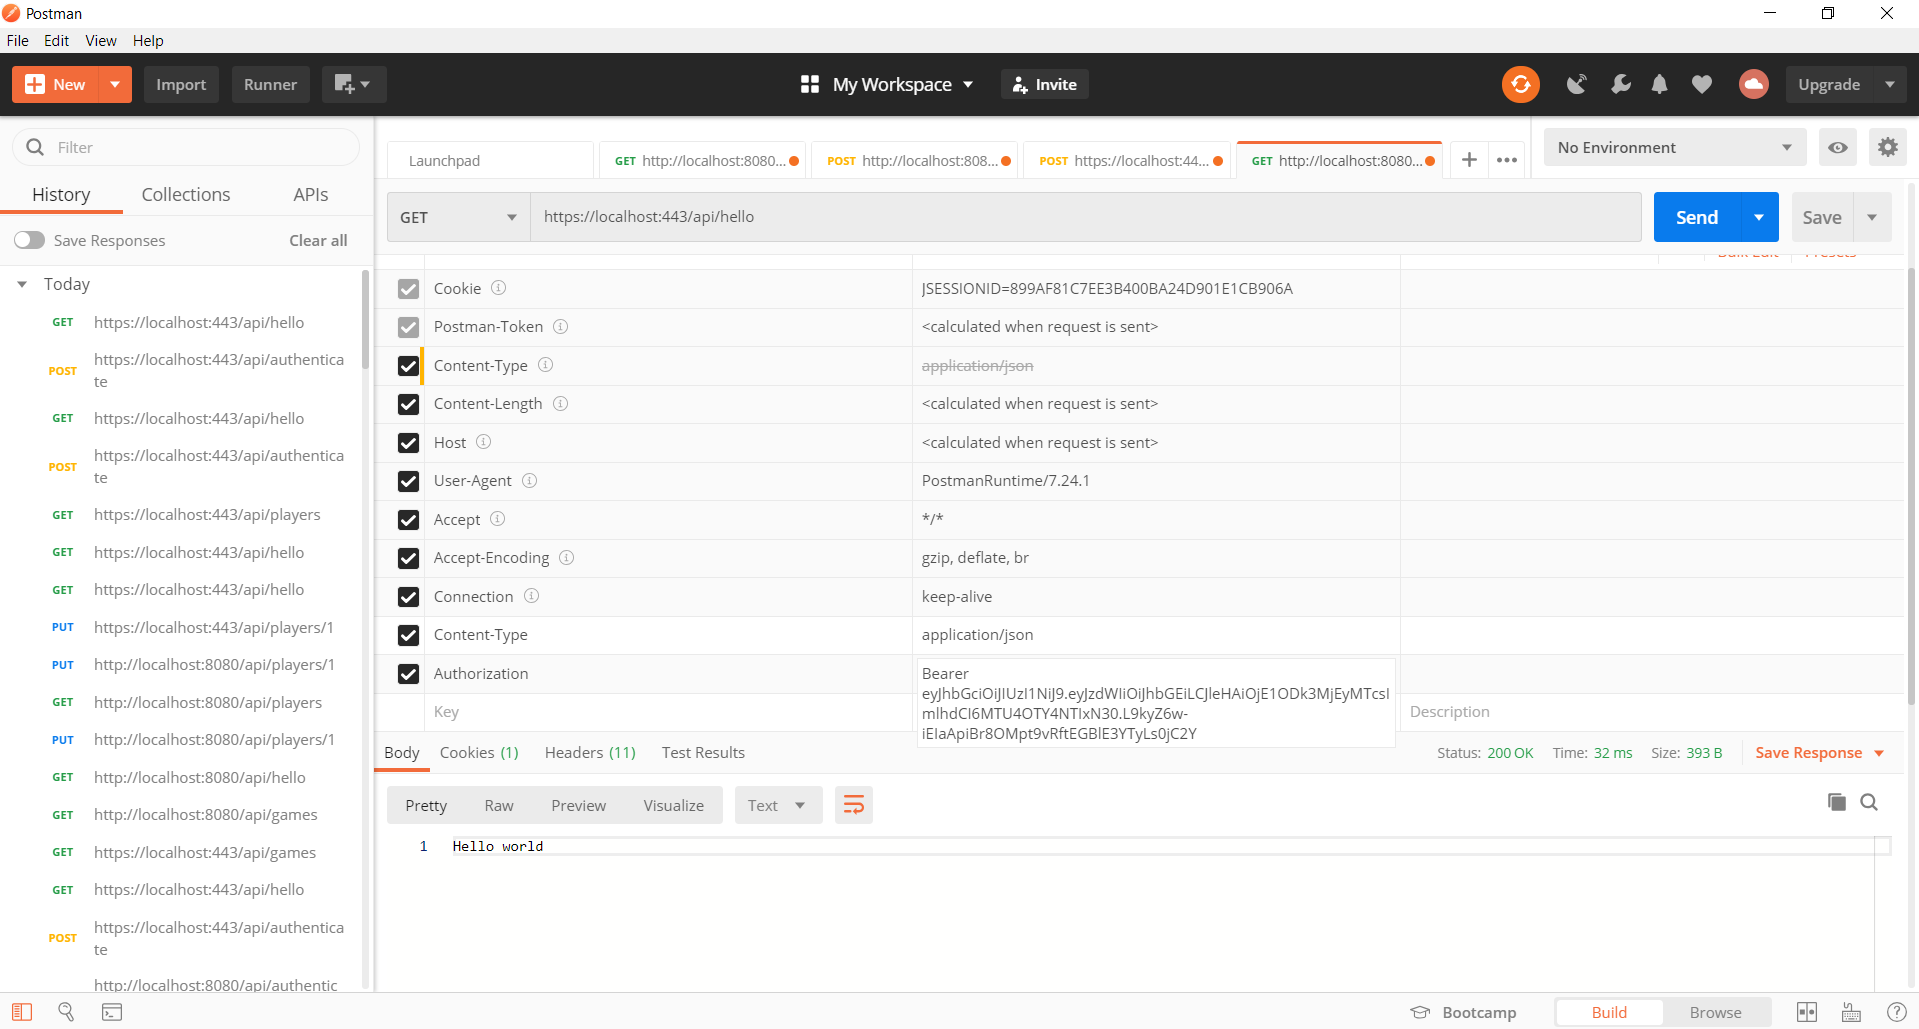 Postman
File Edit View Help
New Import Runner My Workspace Invite Upgrade
Filter
History Collections APIs
Save Responses Clear all
Today
GET https://localhost:443/api/hello
POST https://localhost:443/api/authentica
te
GET https://localhost:443/api/hello
POST https://localhost:443/api/authentica
te
GET https://localhost:443/api/players
GET https://localhost:443/api/hello
GET https://localhost:443/api/hello
PUT https://localhost:443/api/players/1
PUT http://localhost:8080/api/players/1
GET http://localhost:8080/api/players
PUT http://localhost:8080/api/players/1
GET http://localhost:8080/api/hello
GET http://localhost:8080/api/games
GET https://localhost:443/api/games
GET https://localhost:443/api/hello
POST https://localhost:443/api/authentica
te
http://localhost:8080/api/authentic
Launchpad GET http://localhost:8080... POST http://localhost:808... POST https://localhost:44... GET http://localhost:8080... No Environment
GET https://localhost:443/api/hello Send Save
Bulk Edit Presets
Cookie JSESSIONID=899AF81C7EE3B400BA24D901E1CB906A
Postman-Token <calculated when request is sent>
Content-Type application/json
Content-Length <calculated when request is sent>
Host <calculated when request is sent>
User-Agent PostmanRuntime/7.24.1
Accept */*
Accept-Encoding gzip, deflate, br
Connection keep-alive
Content-Type application/json
Authorization Bearer
eyJhbGciOiJIUzI1NiJ9.eyJzdWIiOiJhbGEiLCJleHAiOjE1ODk3MjEyMTcsI
mlhdCI6MTU4OTY4NTIxN30.L9kyZ6w-
iEIaApiBr8OMpt9vRftEGBlE3YTyLs0jC2Y
Key Description
Body Cookies (1) Headers (11) Test Results Status: 200 OK Time: 32 ms Size: 393 B Save Response
Pretty Raw Preview Visualize Text
1 Hello world
Bootcamp Build Browse